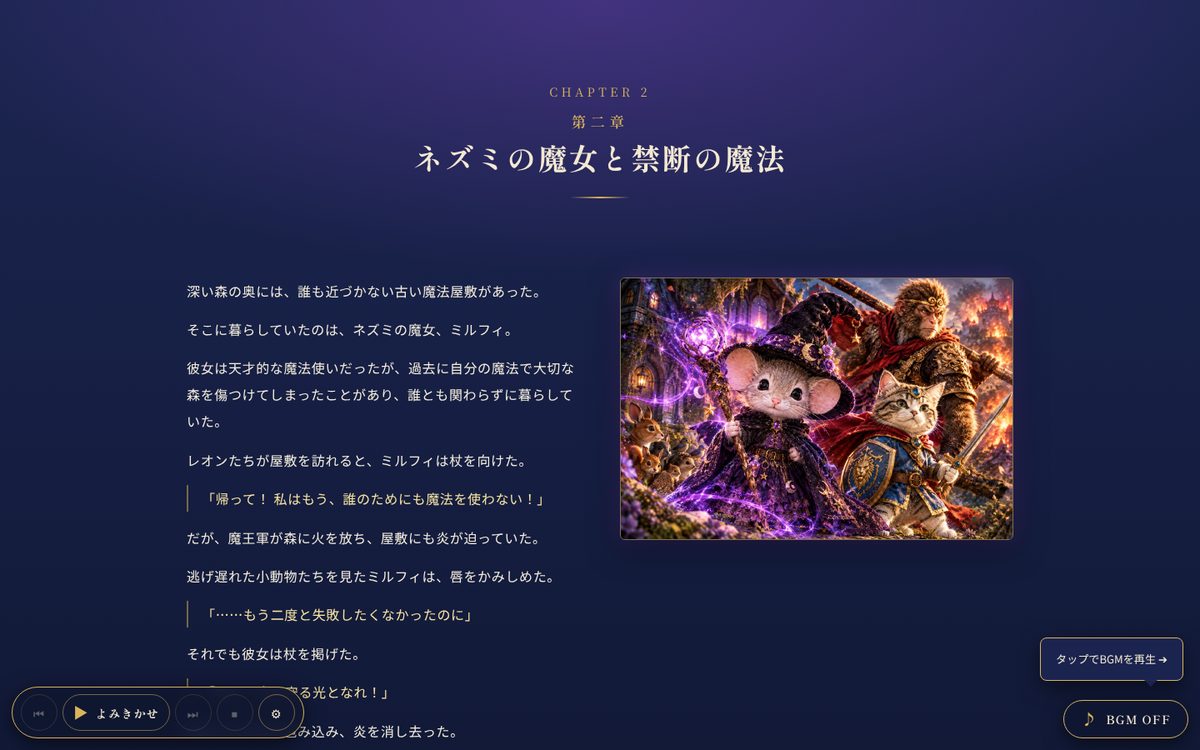 CHAPTER 2
第二章
ネズミの魔女と禁断の魔法
深い森の奥には、誰も近づかない古い魔法屋敷があった。
そこに暮らしていたのは、ネズミの魔女、ミルフィ。
彼女は天才的な魔法使いだったが、過去に自分の魔法で大切な
森を傷つけてしまったことがあり、誰とも関わらずに暮らして
いた。
レオンたちが屋敷を訪れると、ミルフィは杖を向けた。
「帰って！ 私はもう、誰のためにも魔法を使わない！」
だが、魔王軍が森に火を放ち、屋敷にも炎が迫っていた。
逃げ遅れた小動物たちを見たミルフィは、唇をかみしめた。
「……もう二度と失敗したくなかったのに」
それでも彼女は杖を掲げた。
る光となれ！」
み込み、炎を消し去った。
よみきかせ
タップでBGMを再生 ➔
♪ BGM OFF